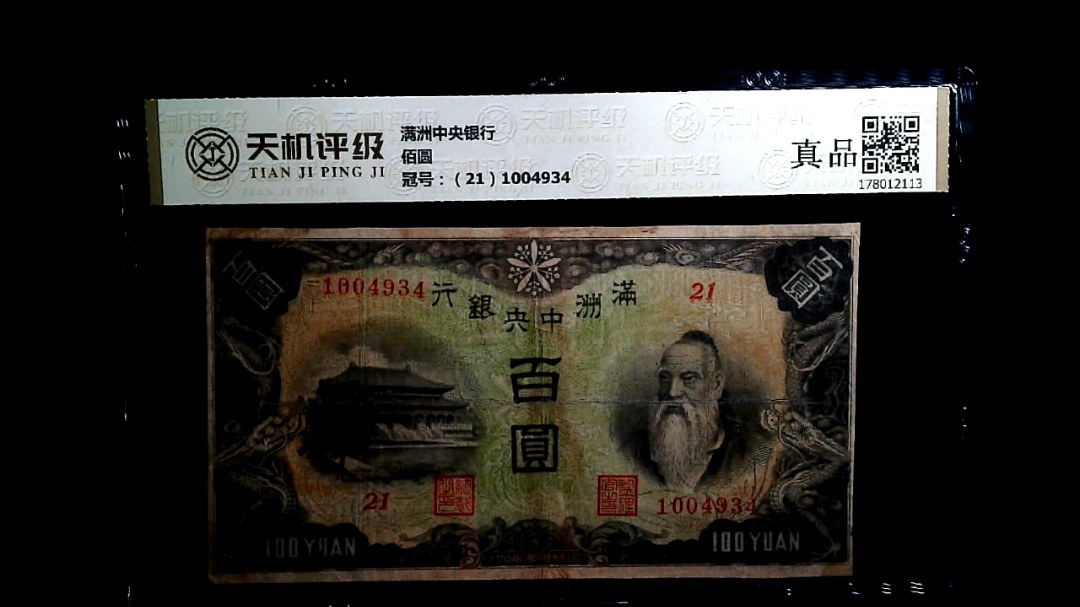 天机评级
TIAN JI PING JI
满洲中央银行
佰圆
冠号：（21）1004934
真品
178012113
百圓
百圓
1004934
21
行銀央中洲滿
百圓
21
1004934
100 YUAN
100 YUAN